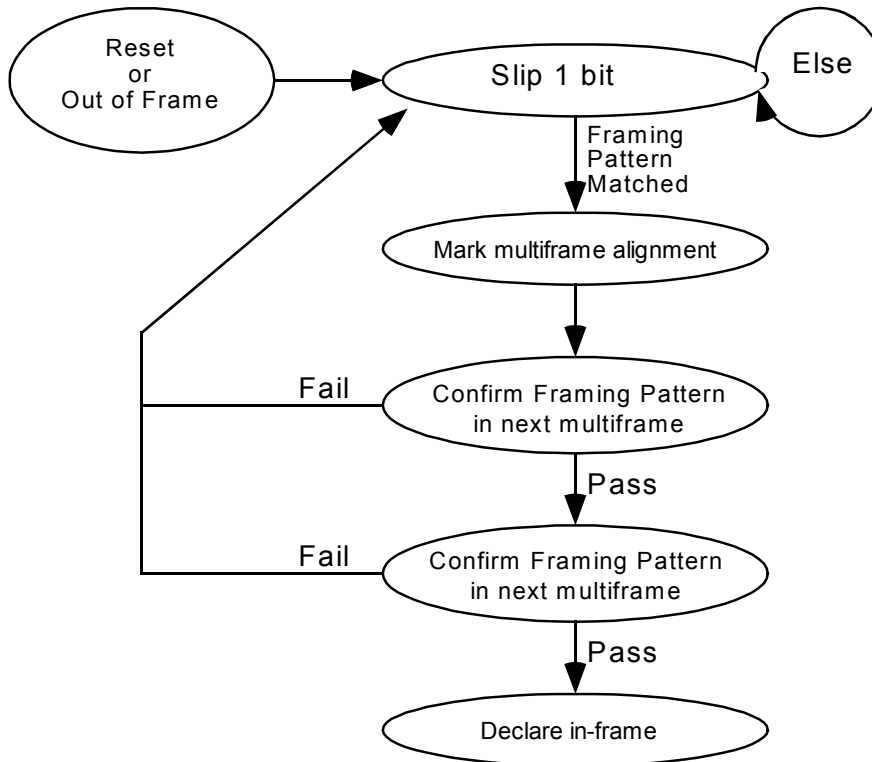 Reset
or
Out of Frame
Slip 1 bit
Else
Framing
Pattern
Matched
Mark multiframe alignment
Fail
Confirm Framing Pattern
in next multiframe
Pass
Fail
Confirm Framing Pattern
in next multiframe
Pass
Declare in-frame